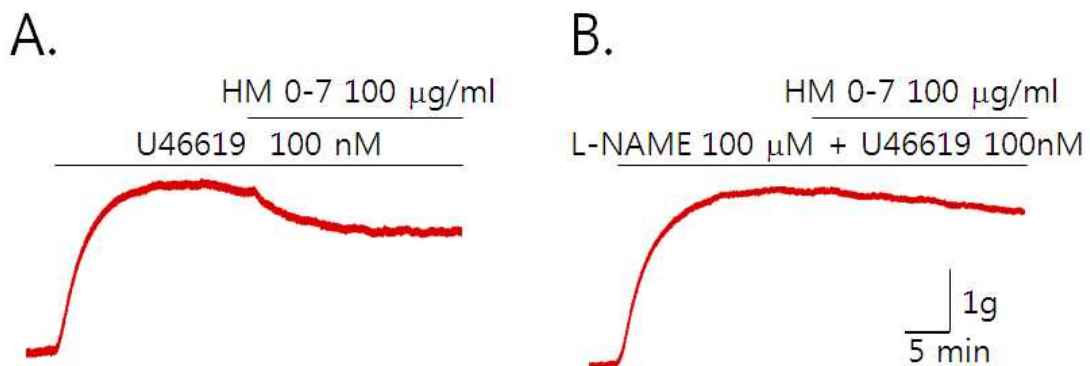 A.
HM 0-7 100 μg/ml
U46619 100 nM
B.
HM 0-7 100 μg/ml
L-NAME 100 μM + U46619 100nM
1g
5 min